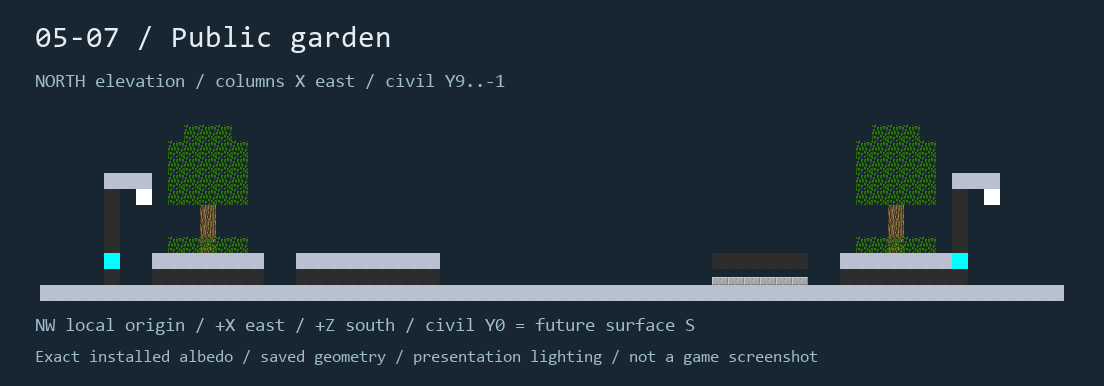 05-07 / Public garden
NORTH elevation / columns X east / civil Y9..-1
NW local origin / +X east / +Z south / civil Y0 = future surface S
Exact installed albedo / saved geometry / presentation lighting / not a game screenshot